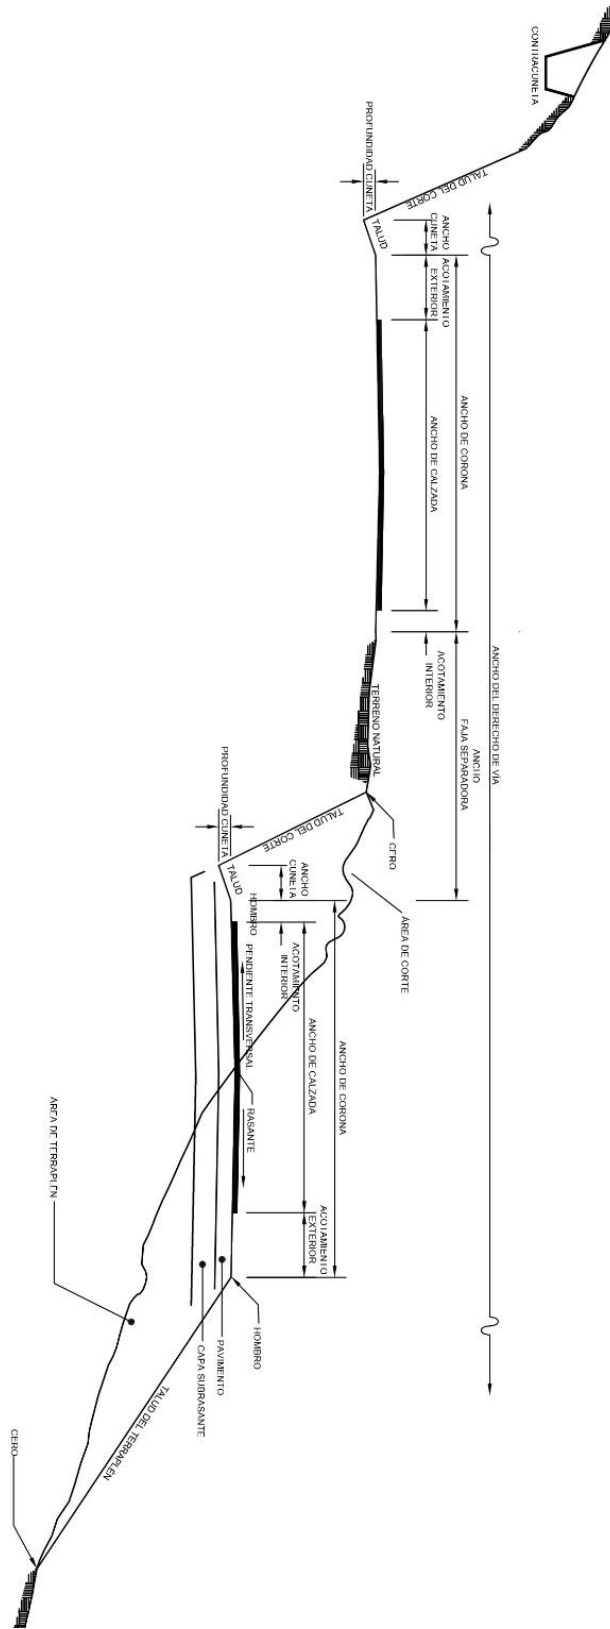 CONTRACUNETA
PROFUNDIDAD CUNETA
TALUD DEL CORTE
TALUD
ANCHO
CUNETA
ACOTAMIENTO
EXTERIOR
ANCHO DE CALZADA
ANCHO DE CORONA
ANCHO DEL DERECHO DE VÍA
ACOTAMIENTO
INTERIOR
ANCHO
FAJA SEPARADORA
TERRENO NATURAL
CERO
ÁREA DE CORTE
PROFUNDIDAD CUNETA
TALUD DEL CORTE
TALUD
ANCHO
CUNETA
HOMBRO
ACOTAMIENTO
INTERIOR
PENDIENTE TRANSVERSAL
ANCHO DE CALZADA
ANCHO DE CORONA
RASANTE
ACOTAMIENTO
EXTERIOR
HOMBRO
PAVIMENTO
CAPA SUBRASANTE
ÁREA DE TERRAPLÉN
TALUD DEL TERRAPLÉN
CERO